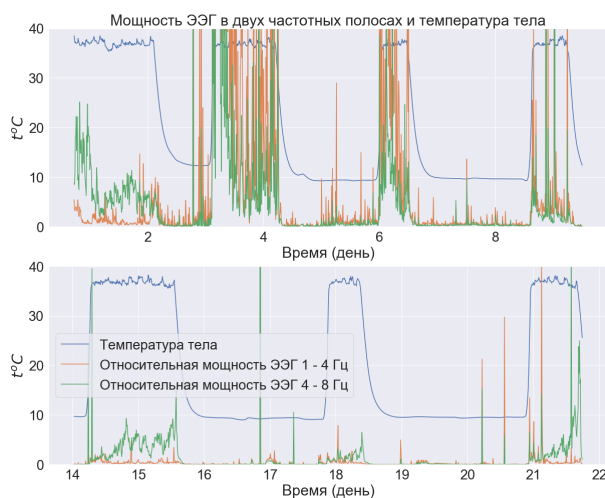 Мощность ЭЭГ в двух частотных полосах и температура тела
40
30
20
10
0
t°C
2 4 6 8
Время (день)
40
30
20
10
0
t°C
Температура тела
Относительная мощность ЭЭГ 1 - 4 Гц
Относительная мощность ЭЭГ 4 - 8 Гц
14 15 16 17 18 19 20 21 22
Время (день)